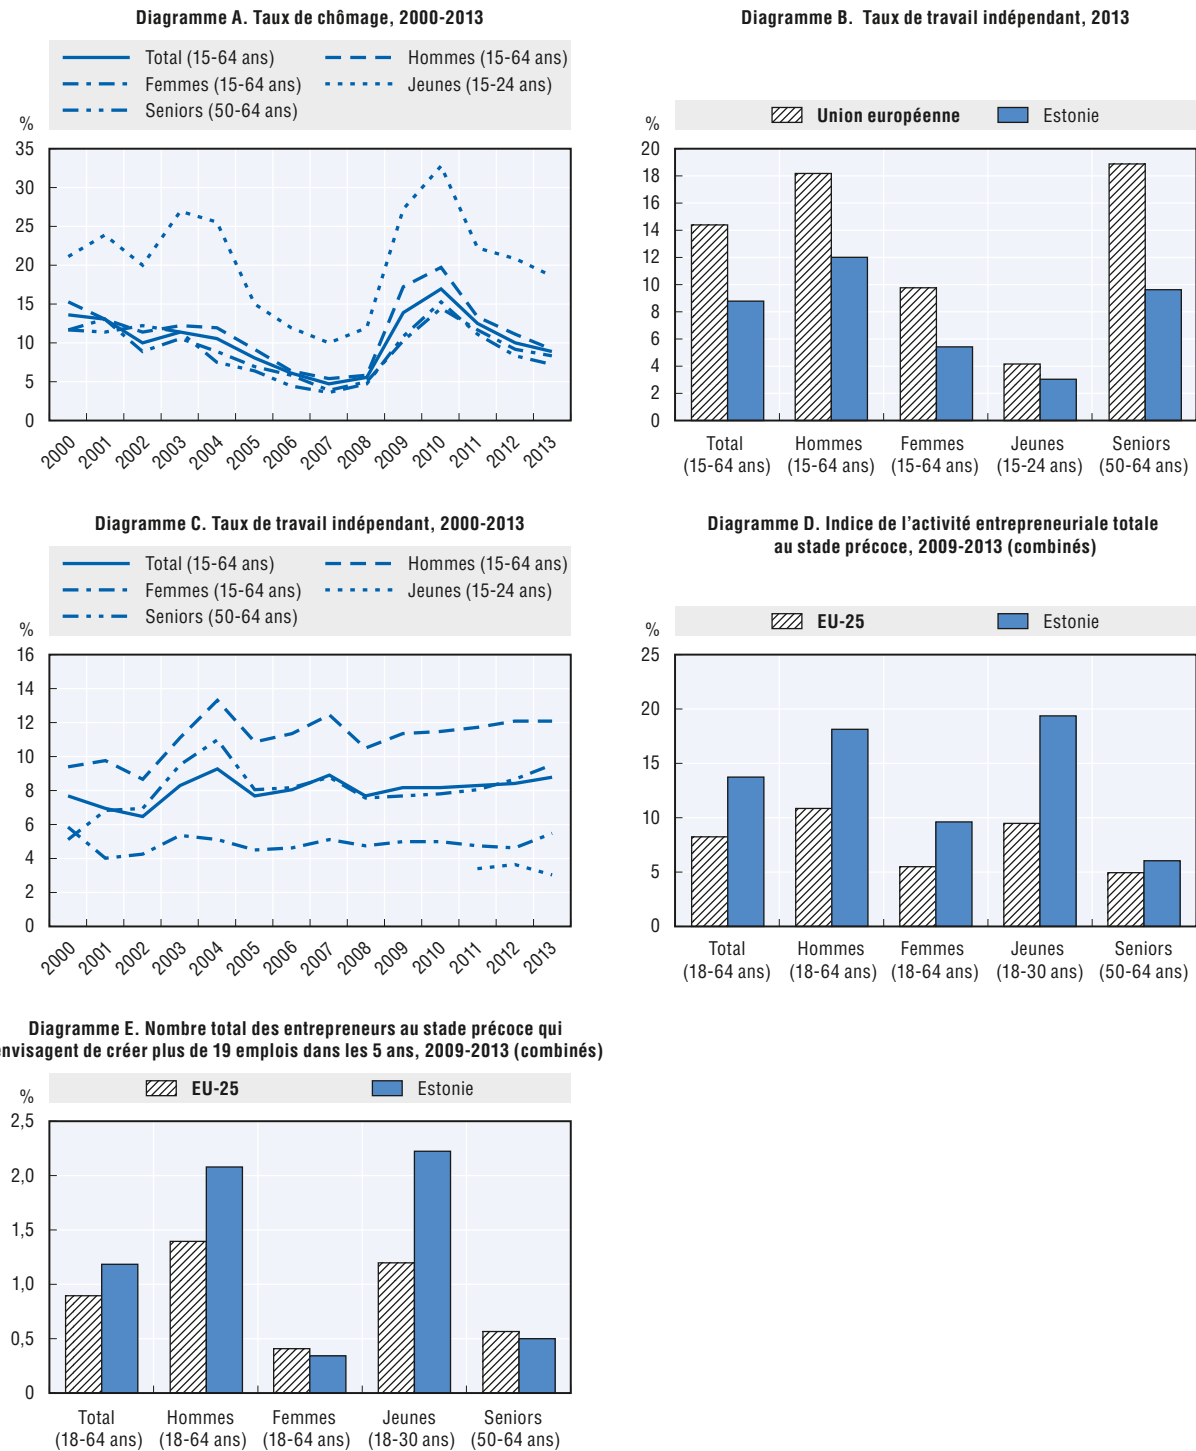 Diagramme A. Taux de chômage, 2000-2013
Total (15-64 ans)
Hommes (15-64 ans)
Femmes (15-64 ans)
Jeunes (15-24 ans)
Seniors (50-64 ans)
%
35
30
25
20
15
10
5
0
2000 2001 2002 2003 2004 2005 2006 2007 2008 2009 2010 2011 2012 2013
Diagramme B. Taux de travail indépendant, 2013
Union européenne
Estonie
%
20
18
16
14
12
10
8
6
4
2
0
Total Hommes Femmes Jeunes Seniors
(15-64 ans) (15-64 ans) (15-64 ans) (15-24 ans) (50-64 ans)
Diagramme C. Taux de travail indépendant, 2000-2013
Total (15-64 ans)
Hommes (15-64 ans)
Femmes (15-64 ans)
Jeunes (15-24 ans)
Seniors (50-64 ans)
%
16
14
12
10
8
6
4
2
0
2000 2001 2002 2003 2004 2005 2006 2007 2008 2009 2010 2011 2012 2013
Diagramme D. Indice de l'activité entrepreneuriale totale
au stade précoce, 2009-2013 (combinés)
EU-25
Estonie
%
25
20
15
10
5
0
Total Hommes Femmes Jeunes Seniors
(18-64 ans) (18-64 ans) (18-64 ans) (18-30 ans) (50-64 ans)
Diagramme E. Nombre total des entrepreneurs au stade précoce qui
envisagent de créer plus de 19 emplois dans les 5 ans, 2009-2013 (combinés)
EU-25
Estonie
%
2,5
2,0
1,5
1,0
0,5
0
Total Hommes Femmes Jeunes Seniors
(18-64 ans) (18-64 ans) (18-64 ans) (18-30 ans) (50-64 ans)